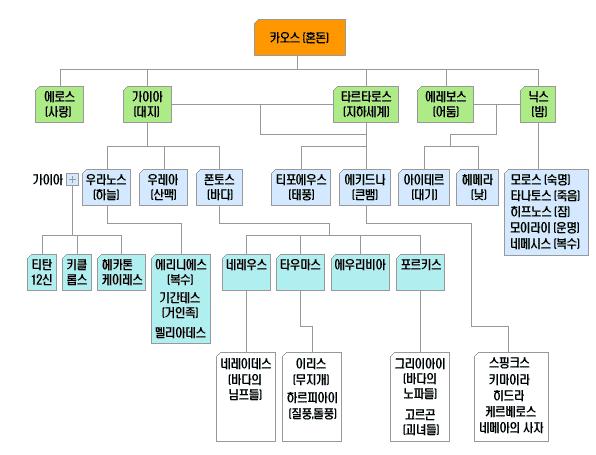 카오스 (혼돈)
에로스
(사랑)
가이아
(대지)
타르타로스
(지하세계)
에레보스
(어둠)
닉스
(밤)
가이아
우라노스
(하늘)
우레아
(산맥)
폰토스
(바다)
티포에우스
(태풍)
에키드나
(큰뱀)
아이테르
(대기)
헤메라
(낮)
모로스 (숙명)
타나토스 (죽음)
히프노스 (잠)
모이라이 (운명)
네메시스 (복수)
티탄
12신
키클
롭스
헤카톤
케이레스
에리니에스
(복수)
기간테스
(거인족)
멜리아데스
네레우스
타우마스
에우리비아
포르키스
네레이데스
(바다의
님프들)
이리스
(무지개)
하르피아이
(질풍,돌풍)
그리이아이
(바다의
노파들)
고르곤
(괴녀들)
스핑크스
키마이라
히드라
케르베로스
네메아의 사자